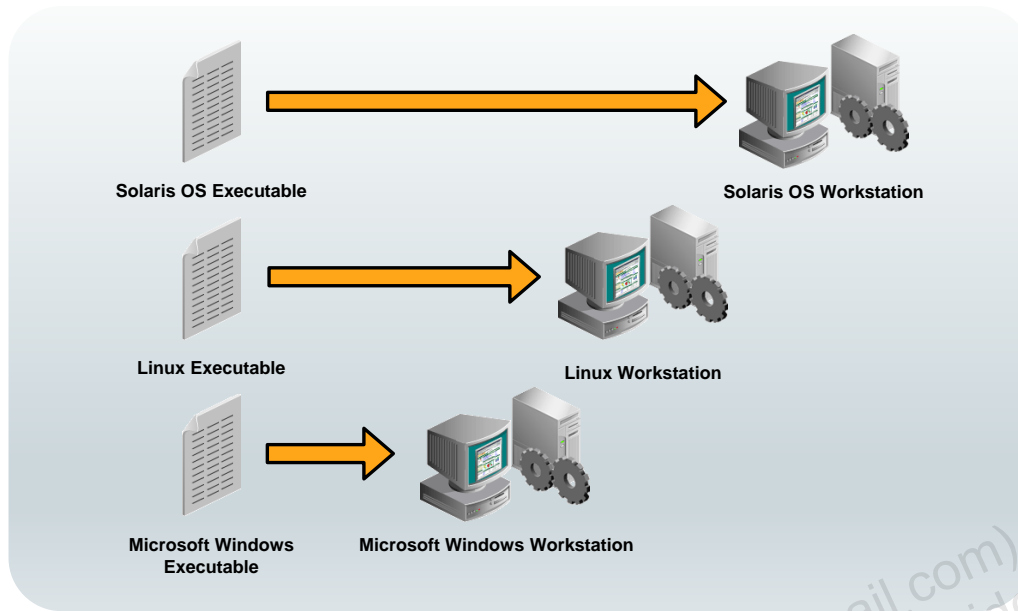 Solaris OS Executable
Solaris OS Workstation
Linux Executable
Linux Workstation
Microsoft Windows
Executable
Microsoft Windows Workstation